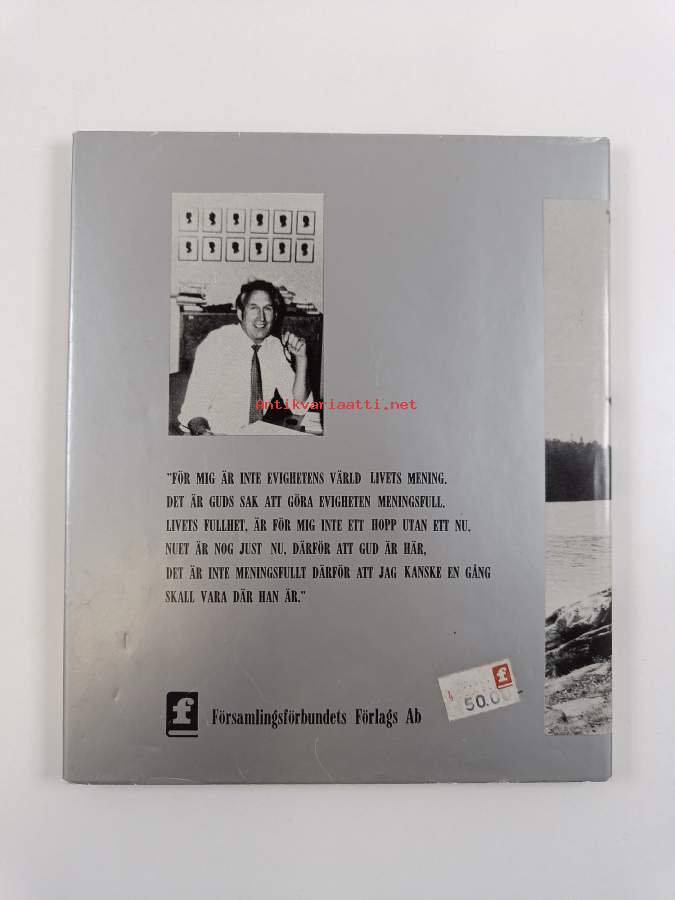 Antikvariaatti.net
"FÖR MIG ÄR INTE EVIGHETENS VÄRLD LIVETS MENING.
DET ÄR GUDS SAK ATT GÖRA EVIGHETEN MENINGSFULL.
LIVETS FULLHET, ÄR FÖR MIG INTE ETT HOPP UTAN ETT NU.
NUET ÄR NOG JUST NU, DÄRFÖR ATT GUD ÄR HÄR,
DET ÄR INTE MENINGSFULLT DÄRFÖR ATT JAG KANSKE EN GÅNG
SKALL VARA DÄR HAN ÄR."
f
50.0
f Församlingsförbundets Förlags Ab